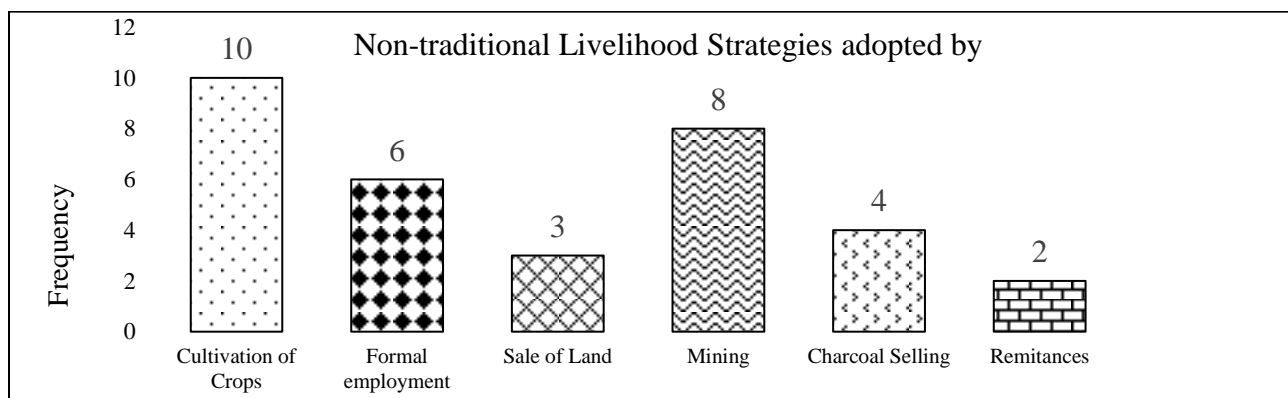 Non-traditional Livelihood Strategies adopted by
Frequency
12
10
8
6
4
2
0
10
6
3
8
4
2
Cultivation of
Crops
Formal
employment
Sale of Land
Mining
Charcoal Selling
Remitances